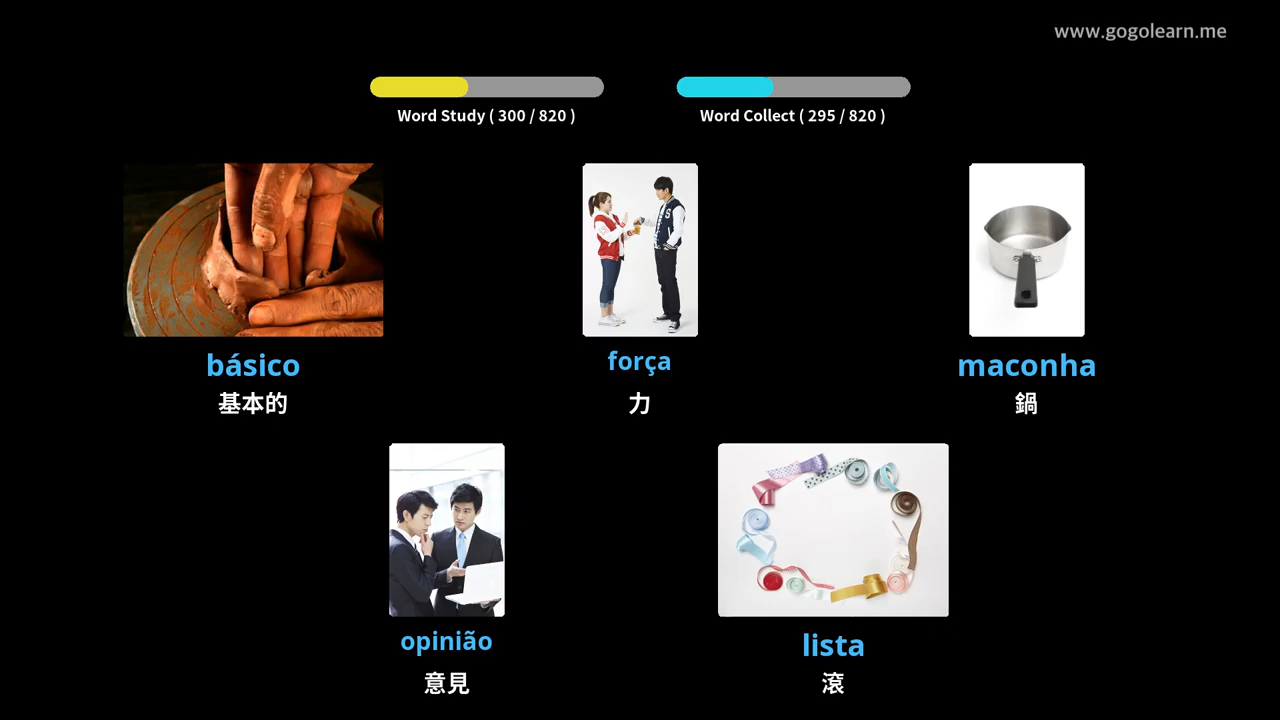 www.gogolearn.me
Word Study ( 300 / 820 )
Word Collect ( 295 / 820 )
básico
基本的
força
力
maconha
鍋
opinião
意見
lista
滾